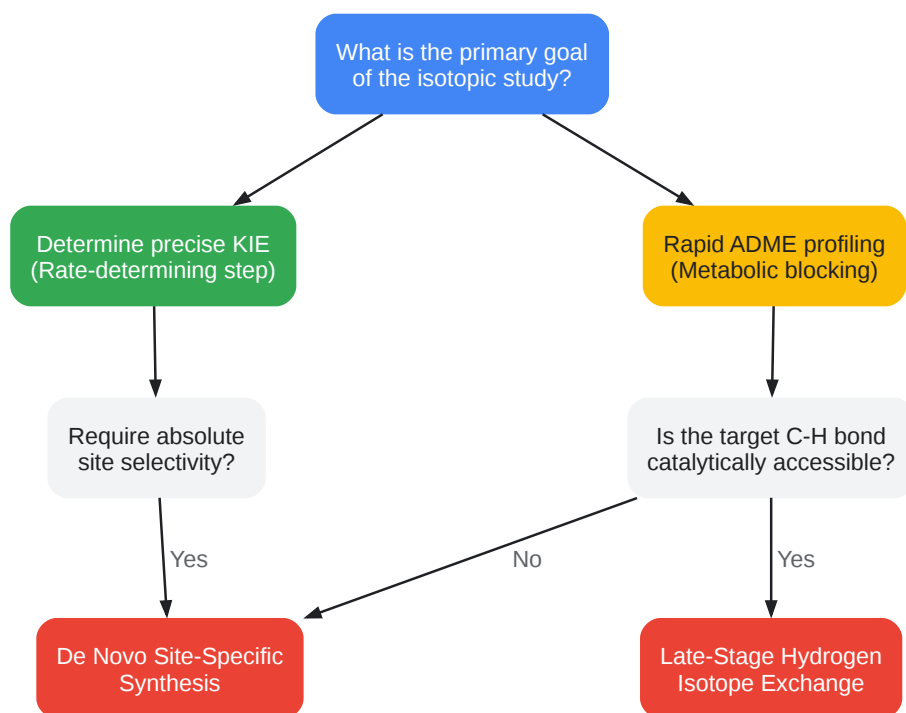 What is the primary goal
of the isotopic study?
Determine precise KIE
(Rate-determining step)
Rapid ADME profiling
(Metabolic blocking)
Require absolute
site selectivity?
Is the target C-H bond
catalytically accessible?
Yes
No
Yes
De Novo Site-Specific
Synthesis
Late-Stage Hydrogen
Isotope Exchange